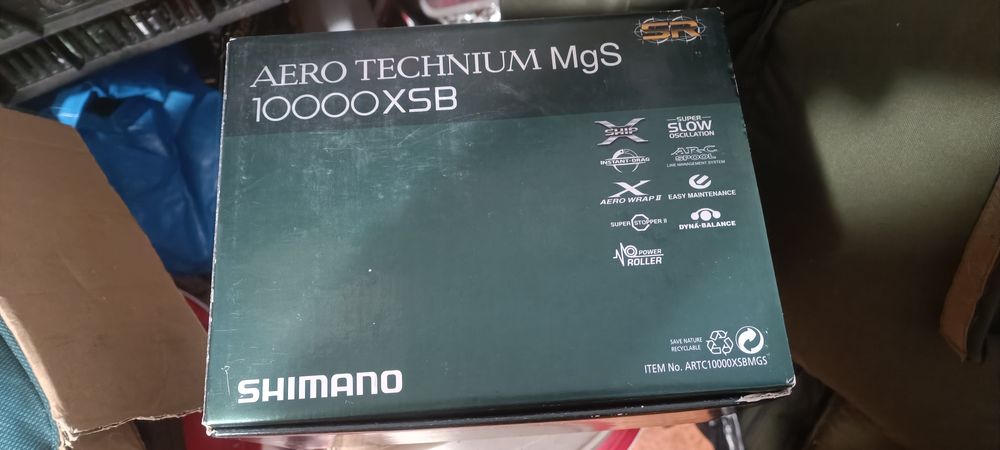 SR
AERO TECHNIUM MgS
10000XSB
X SHIP
SUPER
SLOW
OSCILLATION
INSTANT-DRAG
AR-C
SPOOL
LINE MANAGEMENT SYSTEM
X
AERO WRAP II
EASY MAINTENANCE
SUPER STOPPER II
DYNA-BALANCE
POWER
ROLLER
SAVE NATURE
RECYCLABLE
SHIMANO
ITEM No. ARTC10000XSBMGS